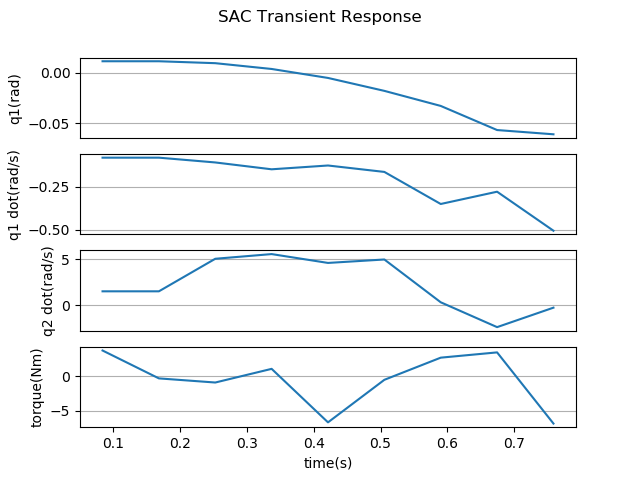 SAC Transient Response
0.00
−0.05
q1(rad)
−0.25
−0.50
q1 dot(rad/s)
5
0
q2 dot(rad/s)
0
−5
torque(Nm)
0.1 0.2 0.3 0.4 0.5 0.6 0.7
time(s)